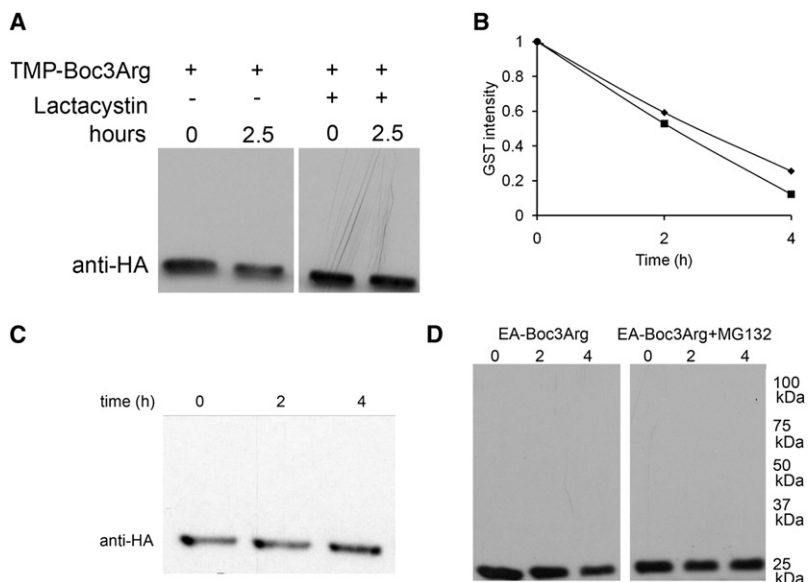 A
TMP-Boc3Arg + + + +
Lactacystin - - + +
hours 0 2.5 0 2.5
anti-HA
B
GST intensity
1
0.8
0.6
0.4
0.2
0
0 2 4
Time (h)
C
time (h) 0 2 4
anti-HA
D
EA-Boc3Arg EA-Boc3Arg+MG132
0 2 4 0 2 4
100
kDa
75
kDa
50
kDa
37
kDa
25
kDa